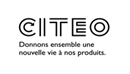 CITEO
Donnons ensemble une
nouvelle vie à nos produits.